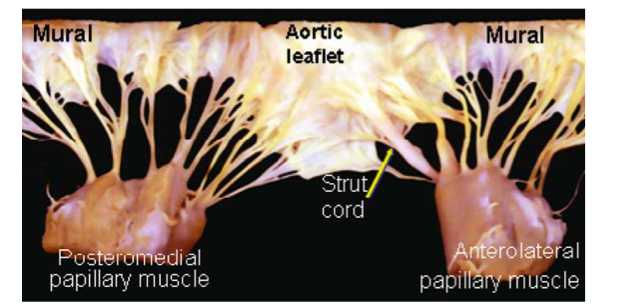 Mural
Aortic
leaflet
Mural
Strut
cord
Posteromedial
papillary muscle
Anterolateral
papillary muscle